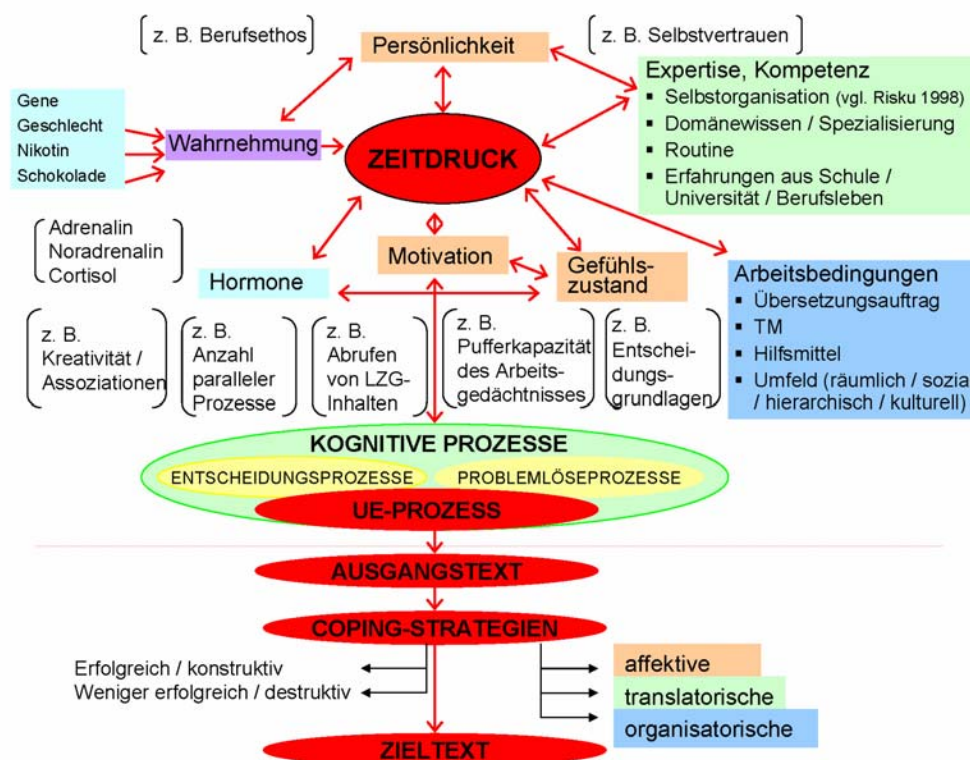 z. B. Berufsethos
Persönlichkeit
z. B. Selbstvertrauen
Gene
Geschlecht
Nikotin
Schokolade
Wahrnehmung
ZEITDRUCK
Expertise, Kompetenz
Selbstorganisation (vgl. Risku 1998)
Domänewissen / Spezialisierung
Routine
Erfahrungen aus Schule /
Universität / Berufsleben
Adrenalin
Noradrenalin
Cortisol
Hormone
Motivation
Gefühls-
zustand
Arbeitsbedingungen
Übersetzungsauftrag
TM
Hilfsmittel
Umfeld (räumlich / sozia
/ hierarchisch / kulturell)
z. B.
Kreativität /
Assoziationen
z. B.
Anzahl
paralleler
Prozesse
z. B.
Abrufen
von LZG-
Inhalten
z. B.
Pufferkapazität
des Arbeits-
gedächtnisses
z. B.
Entschei-
dungs-
grundlagen
KOGNITIVE PROZESSE
ENTSCHEIDUNGSPROZESSE
PROBLEMLÖSEPROZESSE
UE-PROZESS
AUSGANGSTEXT
COPING-STRATEGIEN
Erfolgreich / konstruktiv
Weniger erfolgreich / destruktiv
affektive
translatorische
organisatorische
ZIELTEXT